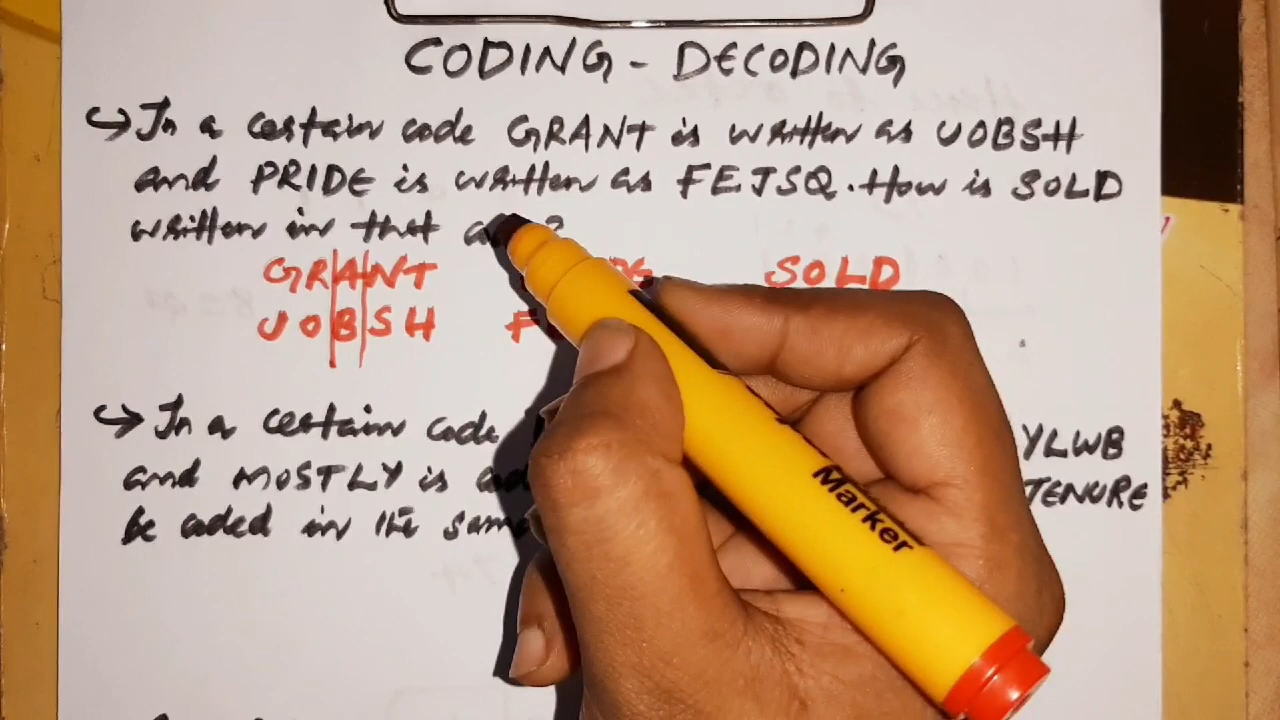 CODING - DECODING
↪ In a certain code GRANT is written as UOBSH
and PRIDE is written as FEJSQ. How is SOLD
written in that ?
GRANT SOLD
UOBSH F
↪ In a certain code YLWB
and MOSTLY is TENURE
be coded in the same
Marker